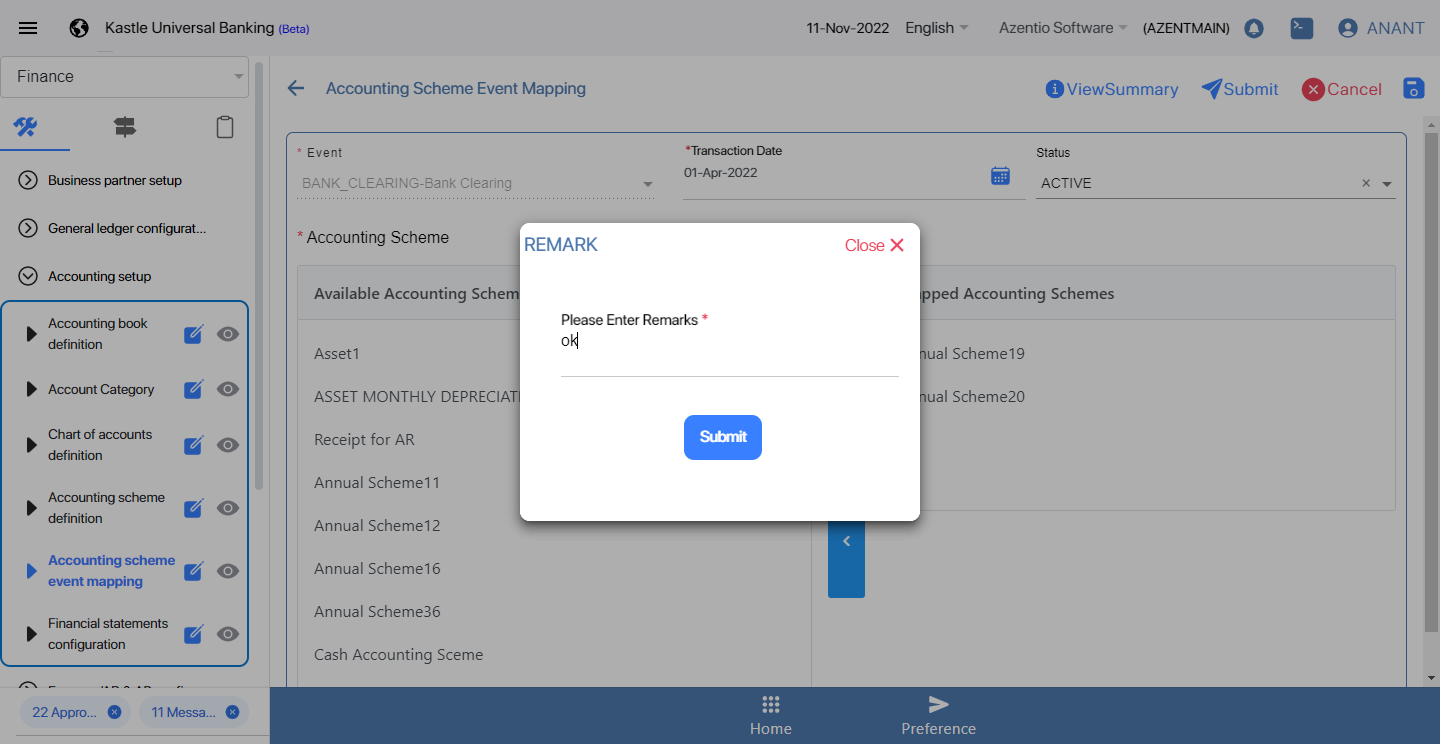 Kastle Universal Banking (Beta)
11-Nov-2022
English
Azentio Software
(AZENTMAIN)
ANANT
Finance
Business partner setup
General ledger configurat...
Accounting setup
Accounting book
definition
Account Category
Chart of accounts
definition
Accounting scheme
definition
Accounting scheme
event mapping
Financial statements
configuration
22 Appro...
11 Messa...
Accounting Scheme Event Mapping
ViewSummary
Submit
Cancel
* Event
BANK_CLEARING-Bank Clearing
*Transaction Date
01-Apr-2022
Status
ACTIVE
* Accounting Scheme
Available Accounting Schem
Asset1
ASSET MONTHLY DEPRECIATI
Receipt for AR
Annual Scheme11
Annual Scheme12
Annual Scheme16
Annual Scheme36
Cash Accounting Sceme
pped Accounting Schemes
nual Scheme19
nual Scheme20
REMARK
Close
Please Enter Remarks *
ok
Submit
Home
Preference